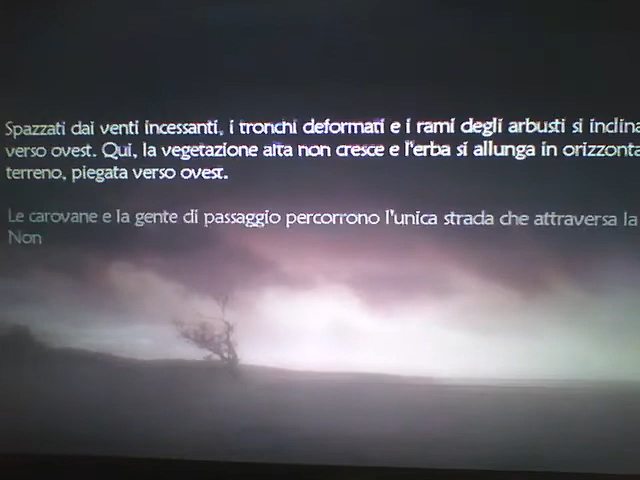 Spazzati dai venti incessanti, i tronchi deformati e i rami degli arbusti si inclina
verso ovest. Qui, la vegetazione alta non cresce e l'erba si allunga in orizzonta
terreno, piegata verso ovest.
Le carovane e la gente di passaggio percorrono l'unica strada che attraversa la
Non